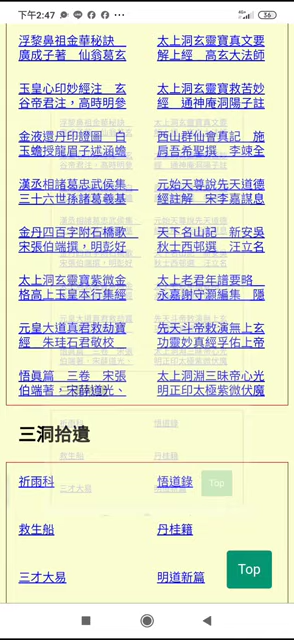 下午2:47
4G
56
浮黎鼻祖金華秘訣　廣成子著　仙翁葛玄
太上洞玄靈寶真文要解上經　高玄大法師
玉皇心印妙經注　玄谷帝君注，高時明參
太上洞玄靈寶救苦妙經　通神庵洞陽子註
金液還丹印證圖　白玉蟾授龍眉子述涵蟾
西山群仙會真記　施肩吾希聖撰　李竦全
漢丞相諸葛忠武侯集　三十六世孫諸葛羲基
元始天尊說先天道德經註解　宋李嘉謀息
金丹四百字附石橋歌　宋張伯端撰，明彭好
天下名山記　新安吳秋士西邨選　汪立名
太上洞玄靈寶紫微金格高上玉皇本行集經
太上老君年譜要略　永嘉謝守灝編集　隱
元皇大道真君救劫寶經　朱珪石君敬校
先天斗帝敕演無上玄功靈妙真經孚佑上帝
悟真篇　三卷　宋張伯端著，宋薛道光、
太上洞淵三昧帝心光明正印太極紫微伏魔
三洞拾遺
祈雨科
悟道錄
救生船
丹桂籍
三才大易
明道新篇
Top